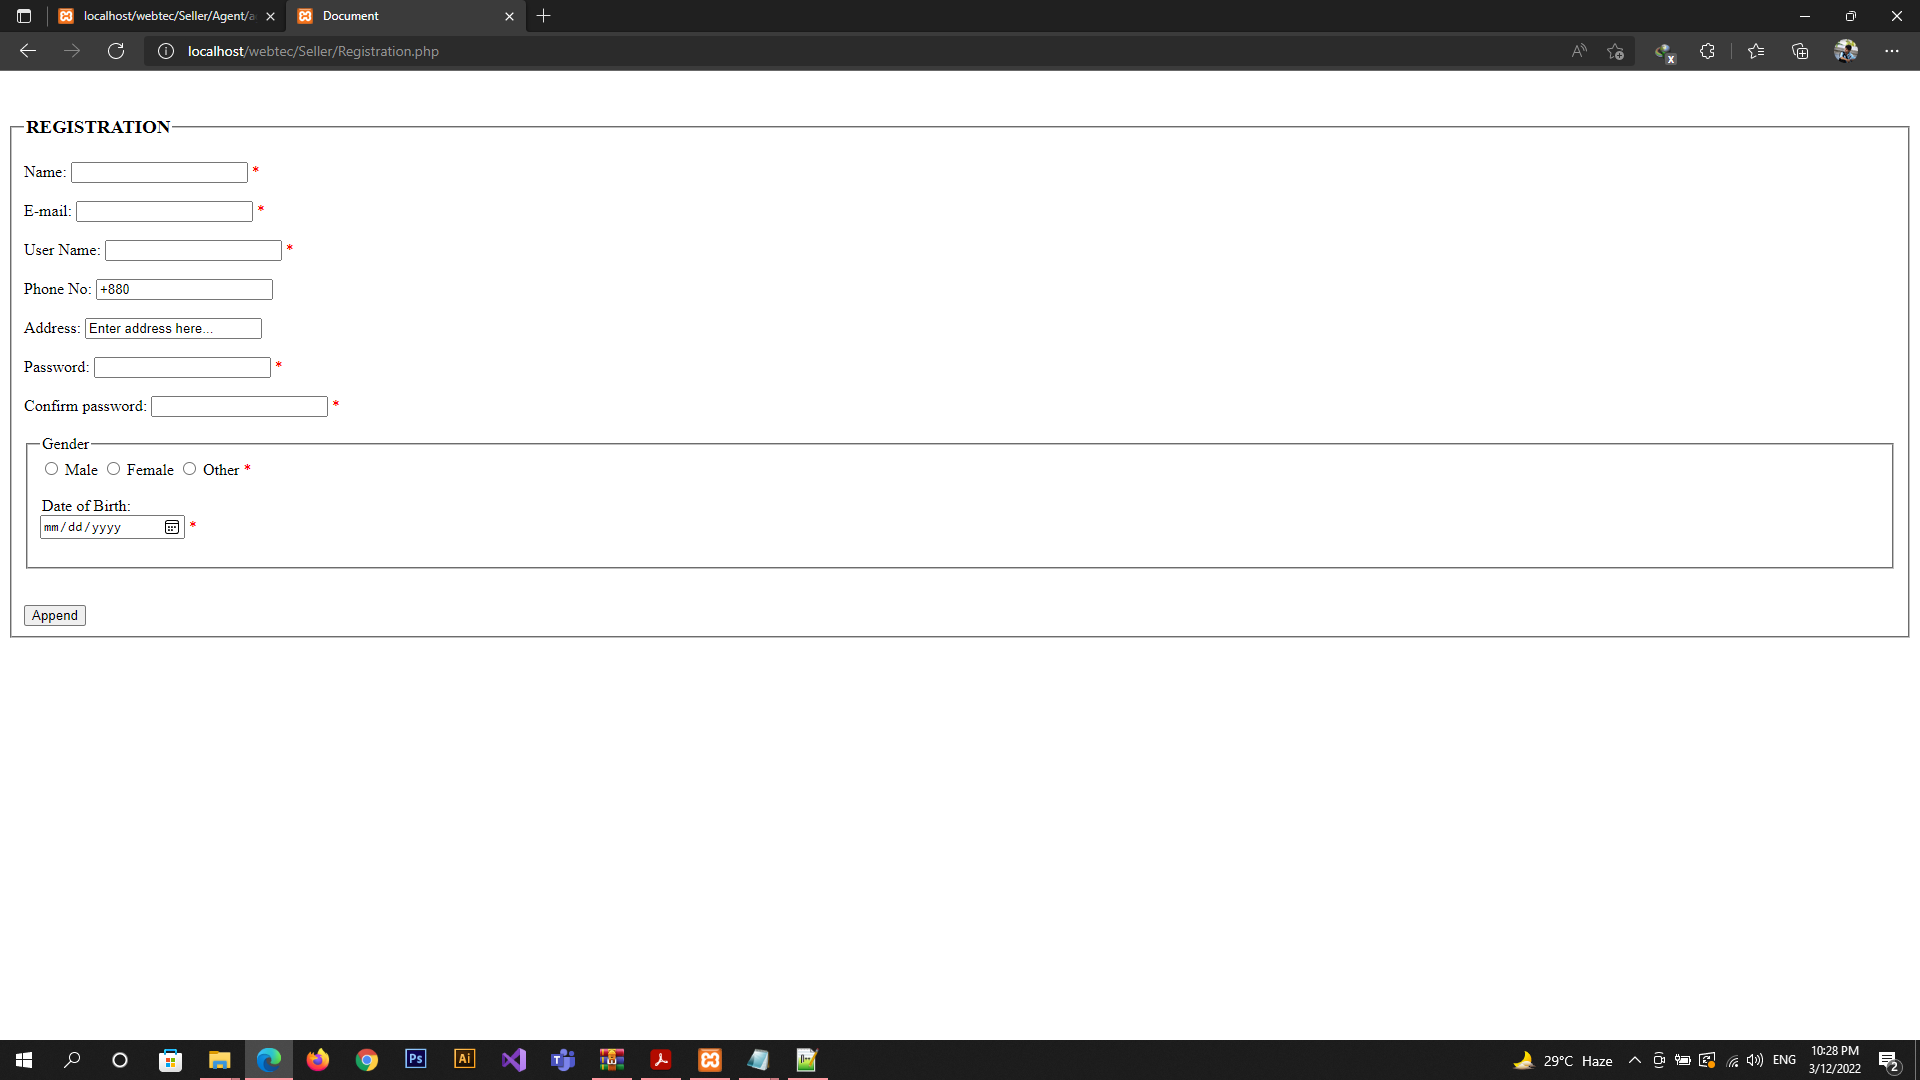 localhost/webtec/Seller/Agent/a
Document
localhost/webtec/Seller/Registration.php
REGISTRATION
Name: *
E-mail: *
User Name: *
Phone No: +880
Address: Enter address here...
Password: *
Confirm password: *
Gender
Male Female Other *
Date of Birth:
mm/dd/yyyy *
Append
Ps
Ai
29°C Haze
ENG
10:28 PM
3/12/2022
2